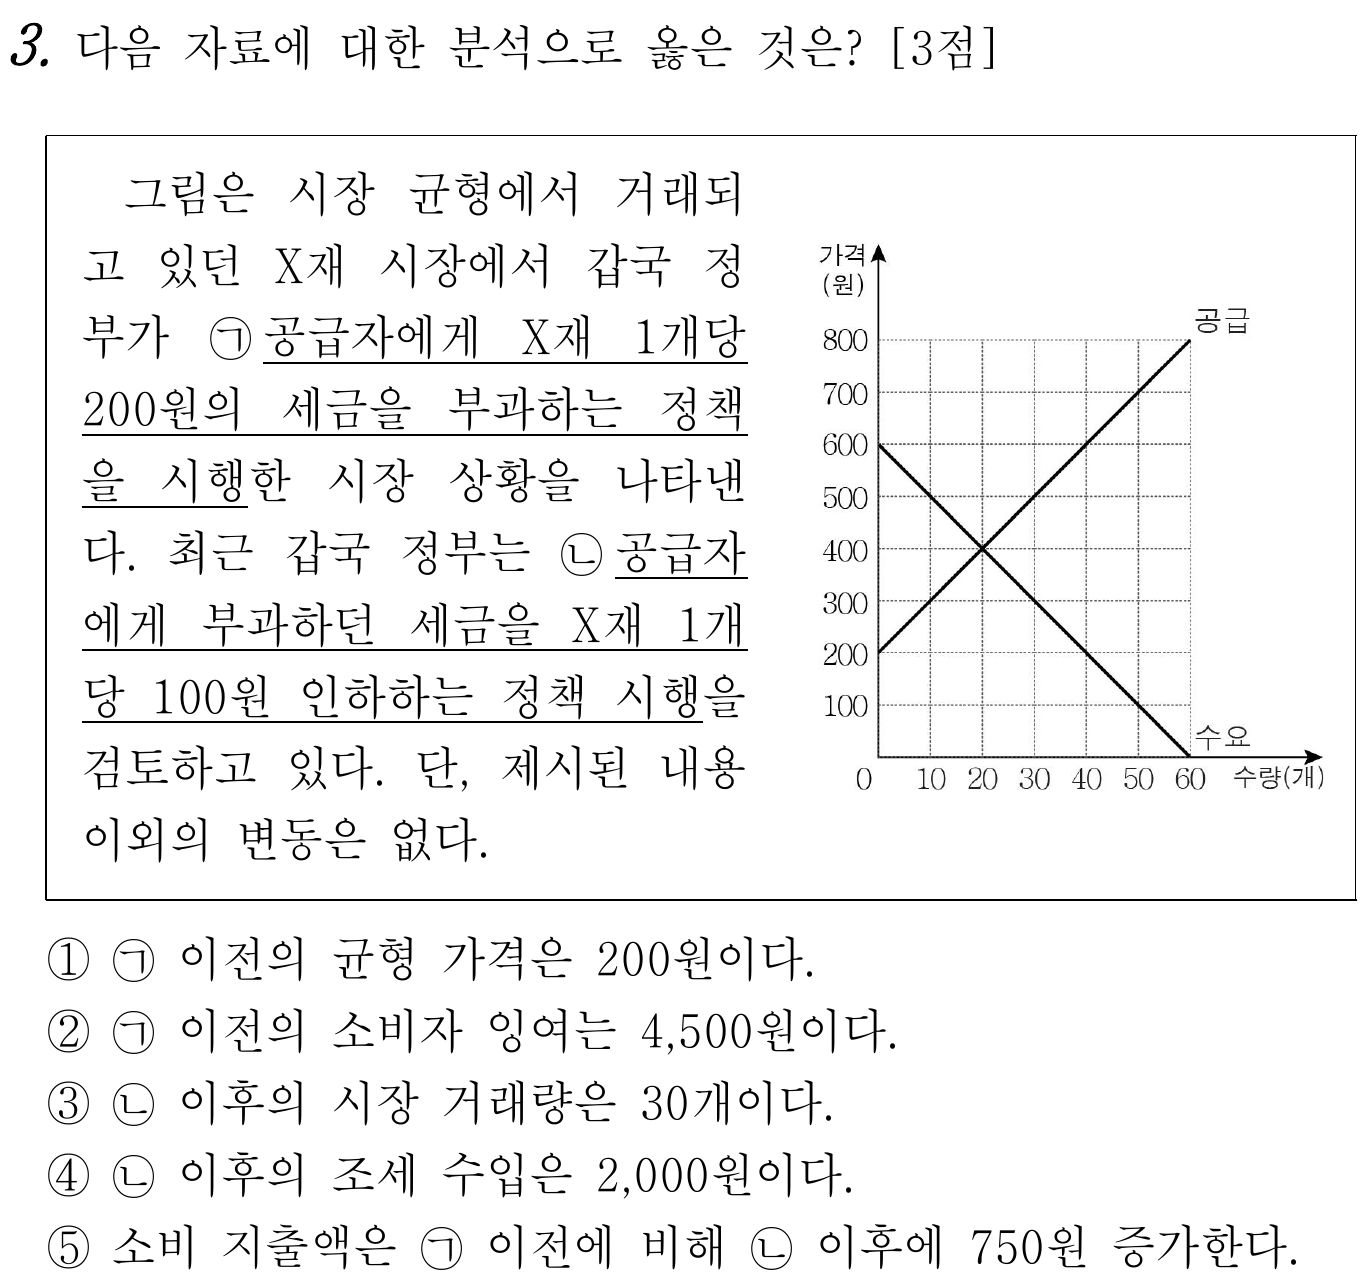 3. 다음 자료에 대한 분석으로 옳은 것은? [3점]
그림은 시장 균형에서 거래되
고 있던 X재 시장에서 갑국 정
부가 ㉠공급자에게 X재 1개당
200원의 세금을 부과하는 정책
을 시행한 시장 상황을 나타낸
다. 최근 갑국 정부는 ㉡공급자
에게 부과하던 세금을 X재 1개
당 100원 인하하는 정책 시행을
검토하고 있다. 단, 제시된 내용
이외의 변동은 없다.
가격
(원)
공급
800
700
600
500
400
300
200
100
수요
0 10 20 30 40 50 60 수량(개)
① ㉠ 이전의 균형 가격은 200원이다.
② ㉠ 이전의 소비자 잉여는 4,500원이다.
③ ㉡ 이후의 시장 거래량은 30개이다.
④ ㉡ 이후의 조세 수입은 2,000원이다.
⑤ 소비 지출액은 ㉠ 이전에 비해 ㉡ 이후에 750원 증가한다.